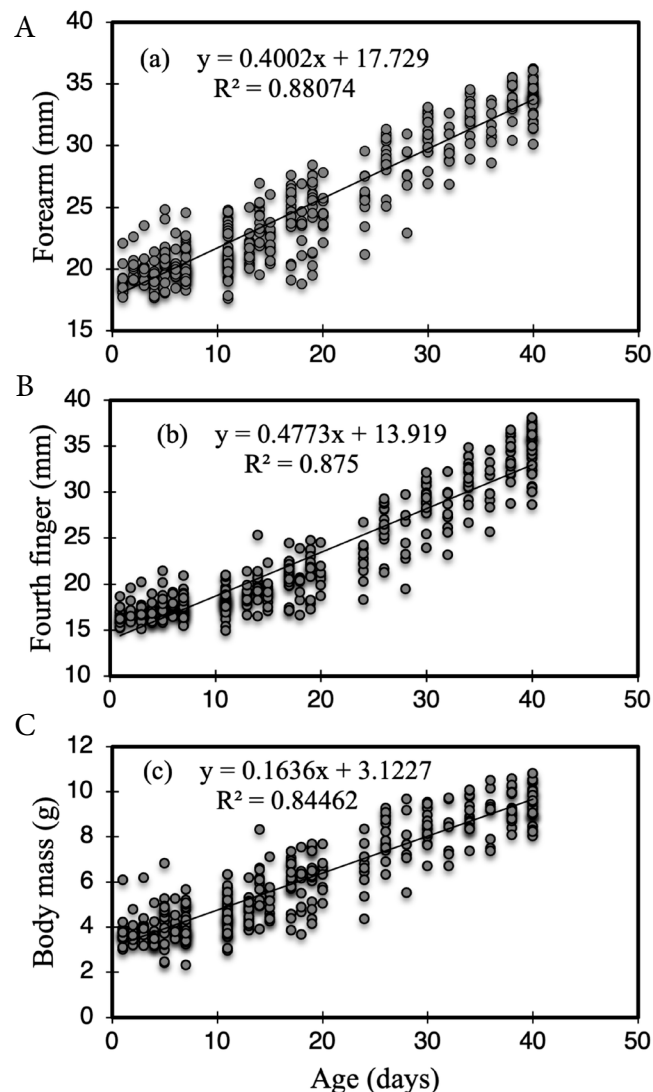 A
40
35
30
25
20
15
Forearm (mm)
(a) y = 0.4002x + 17.729
R² = 0.88074
0 10 20 30 40 50
B
40
35
30
25
20
15
10
Fourth finger (mm)
(b) y = 0.4773x + 13.919
R² = 0.875
0 10 20 30 40 50
C
12
10
8
6
4
2
0
Body mass (g)
(c) y = 0.1636x + 3.1227
R² = 0.84462
0 10 20 30 40 50
Age (days)